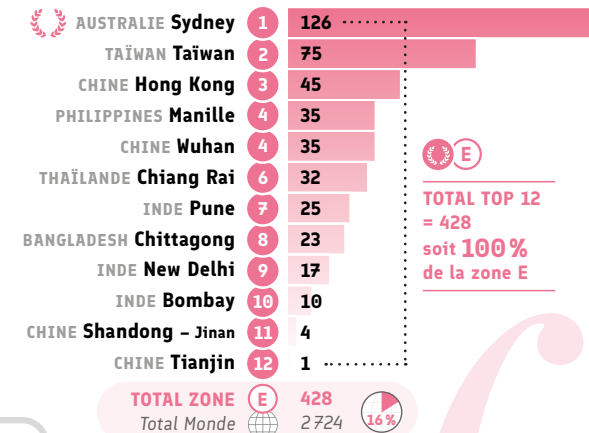 AUSTRALIE Sydney 1 126
TAÏWAN Taïwan 2 75
CHINE Hong Kong 3 45
PHILIPPINES Manille 4 35
CHINE Wuhan 4 35
THAÏLANDE Chiang Rai 6 32
INDE Pune 7 25
BANGLADESH Chittagong 8 23
INDE New Delhi 9 17
INDE Bombay 10 10
CHINE Shandong – Jinan 11 4
CHINE Tianjin 12 1
E
TOTAL TOP 12
= 428
soit 100%
de la zone E
TOTAL ZONE E 428
Total Monde 2 724
16%